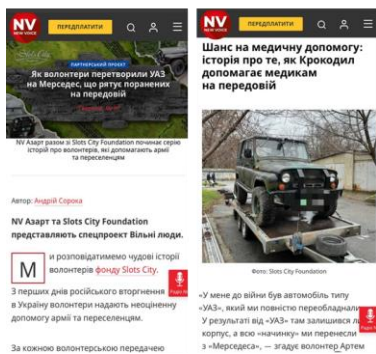 NV
NEW VOICE
ПЕРЕДПЛАТИТИ
ПАРТНЕРСЬКИЙ ПРОЄКТ
Як волонтери перетворили УАЗ
на Мерседес, що рятує поранених
на передовій
NV Азарт разом зі Slots City Foundation починає серію
історій про волонтерів, які допомагають армії
та переселенцям
Автор: Андрій Сорока
NV Азарт та Slots City Foundation
представляють спецпроект Вільні люди.
Ми розповідатимемо чудові історії
волонтерів фонду Slots City.
З перших днів російського вторгнення
в Україну волонтери надають неоціненну
допомогу армії та переселенцям.
За кожною волонтерською передачею
NV
NEW VOICE
ПЕРЕДПЛАТИТИ
Шанс на медичну допомогу:
історія про те, як Крокодил
допомагає медикам
на передовій
Фото: Slots City Foundation
«У мене до війни був автомобіль типу
«УАЗ», який ми повністю переобладнали.
У результаті від «УАЗ» там залишився л
корпус, а всю «начинку» ми перенесли
з «Мерседеса», — згадує волонтер Артем